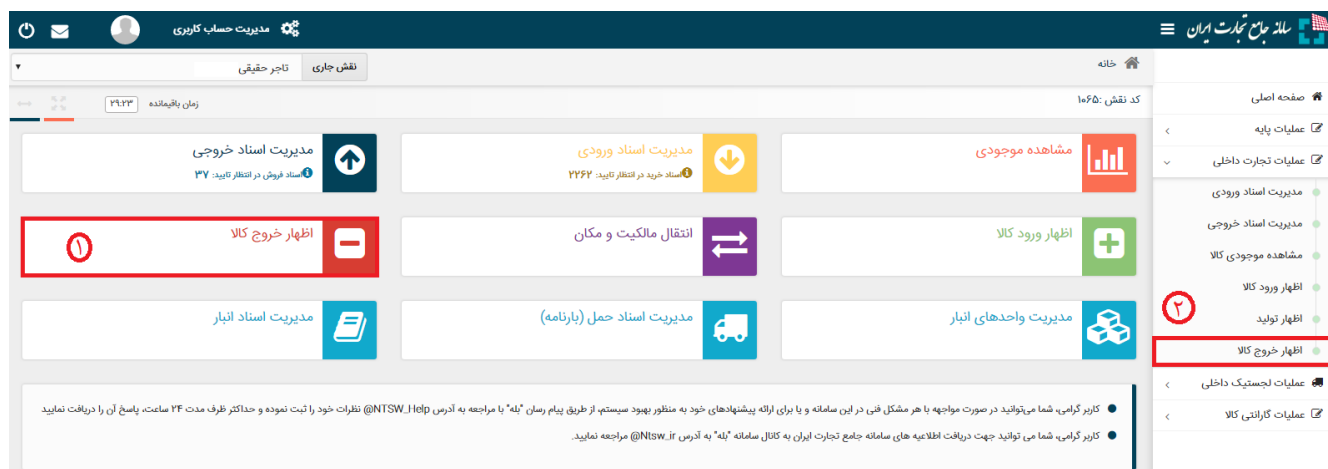 سامانه جامع تجارت ایران
مدیریت حساب کاربری
خانه
نقش جاری
تاجر حقیقی
کد نقش :۱۰۶۵
زمان باقیمانده ۲۹:۲۳
صفحه اصلی
عملیات پایه
عملیات تجارت داخلی
مدیریت اسناد ورودی
مدیریت اسناد خروجی
مشاهده موجودی کالا
اظهار ورود کالا
۲
اظهار تولید
اظهار خروج کالا
عملیات لجستیک داخلی
عملیات گارانتی کالا
مشاهده موجودی
مدیریت اسناد ورودی
اسناد خرید در انتظار تایید: ۲۲۶۲
مدیریت اسناد خروجی
اسناد فروش در انتظار تایید: ۳۷
اظهار ورود کالا
انتقال مالکیت و مکان
اظهار خروج کالا
۱
مدیریت واحدهای انبار
مدیریت اسناد حمل (بارنامه)
مدیریت اسناد انبار
کاربر گرامی، شما می‌توانید در صورت مواجهه با هر مشکل فنی در این سامانه و یا برای ارائه پیشنهادهای خود به منظور بهبود سیستم، از طریق پیام رسان "بله" با مراجعه به آدرس NTSW_Help@ نظرات خود را ثبت نموده و حداکثر ظرف مدت ۲۴ ساعت، پاسخ آن را دریافت نمایید
کاربر گرامی، شما می توانید جهت دریافت اطلاعیه های سامانه جامع تجارت ایران به کانال سامانه "بله" به آدرس Ntsw_ir@ مراجعه نمایید.